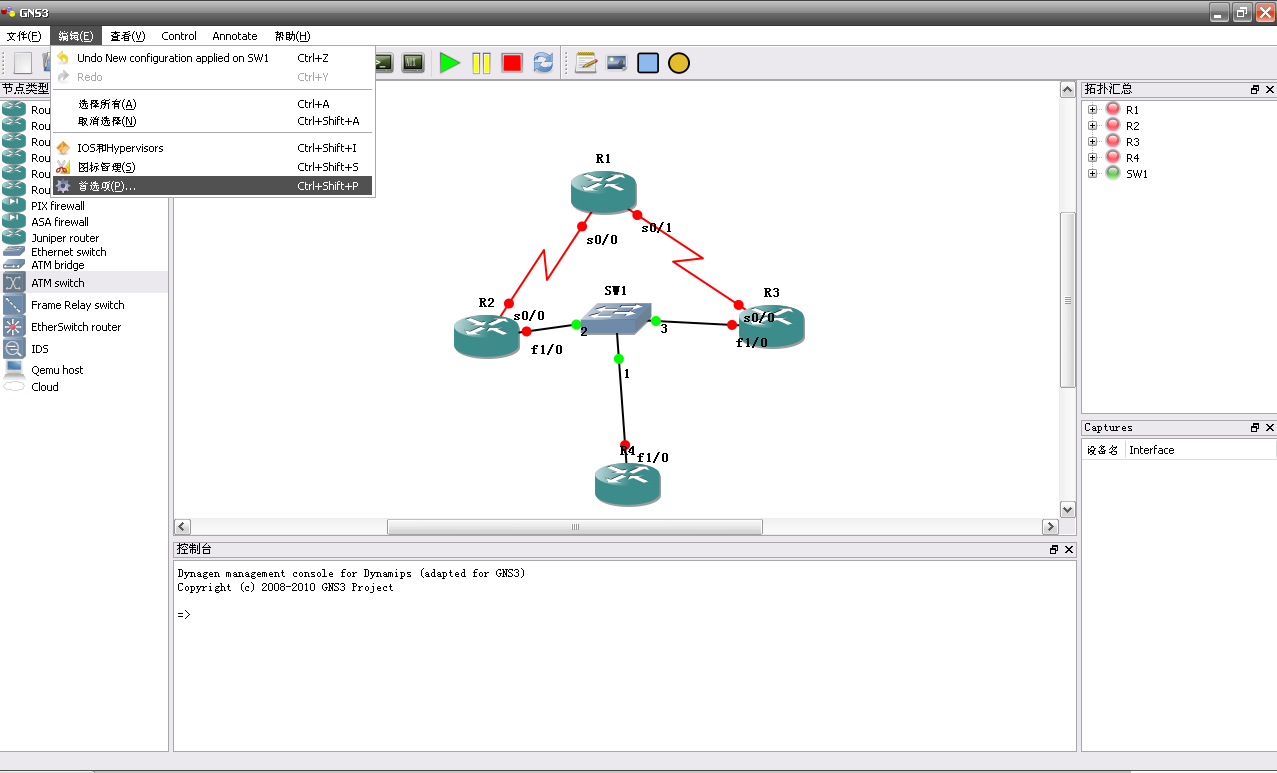 GNS3
文件(F) 编辑(E) 查看(V) Control Annotate 帮助(H)
Undo New configuration applied on SW1 Ctrl+Z
Redo Ctrl+Y
选择所有(A) Ctrl+A
取消选择(N) Ctrl+Shift+A
IOS和Hypervisors Ctrl+Shift+I
图标管理(S) Ctrl+Shift+S
首选项(P)... Ctrl+Shift+P
节点类型
Rou
Rou
Rou
Rou
Rou
Rou
PIX firewall
ASA firewall
Juniper router
Ethernet switch
ATM bridge
ATM switch
Frame Relay switch
EtherSwitch router
IDS
Qemu host
Cloud
R1
s0/0
s0/1
SW1
R2
s0/0
f1/0
2
3
1
R3
s0/0
f1/0
R4
f1/0
拓扑汇总
R1
R2
R3
R4
SW1
Captures
设备名 Interface
控制台
Dynagen management console for Dynamips (adapted for GNS3)
Copyright (c) 2008-2010 GNS3 Project
=>